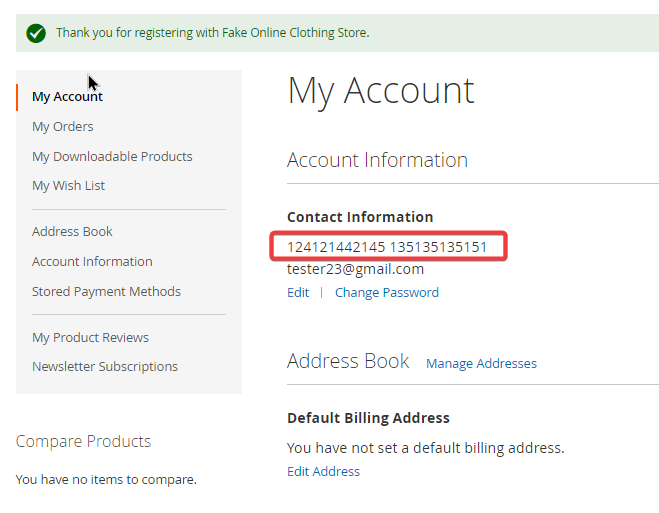 Thank you for registering with Fake Online Clothing Store.
My Account
My Orders
My Downloadable Products
My Wish List
Address Book
Account Information
Stored Payment Methods
My Product Reviews
Newsletter Subscriptions
Compare Products
You have no items to compare.
My Account
Account Information
Contact Information
124121442145 135135135151
tester23@gmail.com
Edit | Change Password
Address Book Manage Addresses
Default Billing Address
You have not set a default billing address.
Edit Address